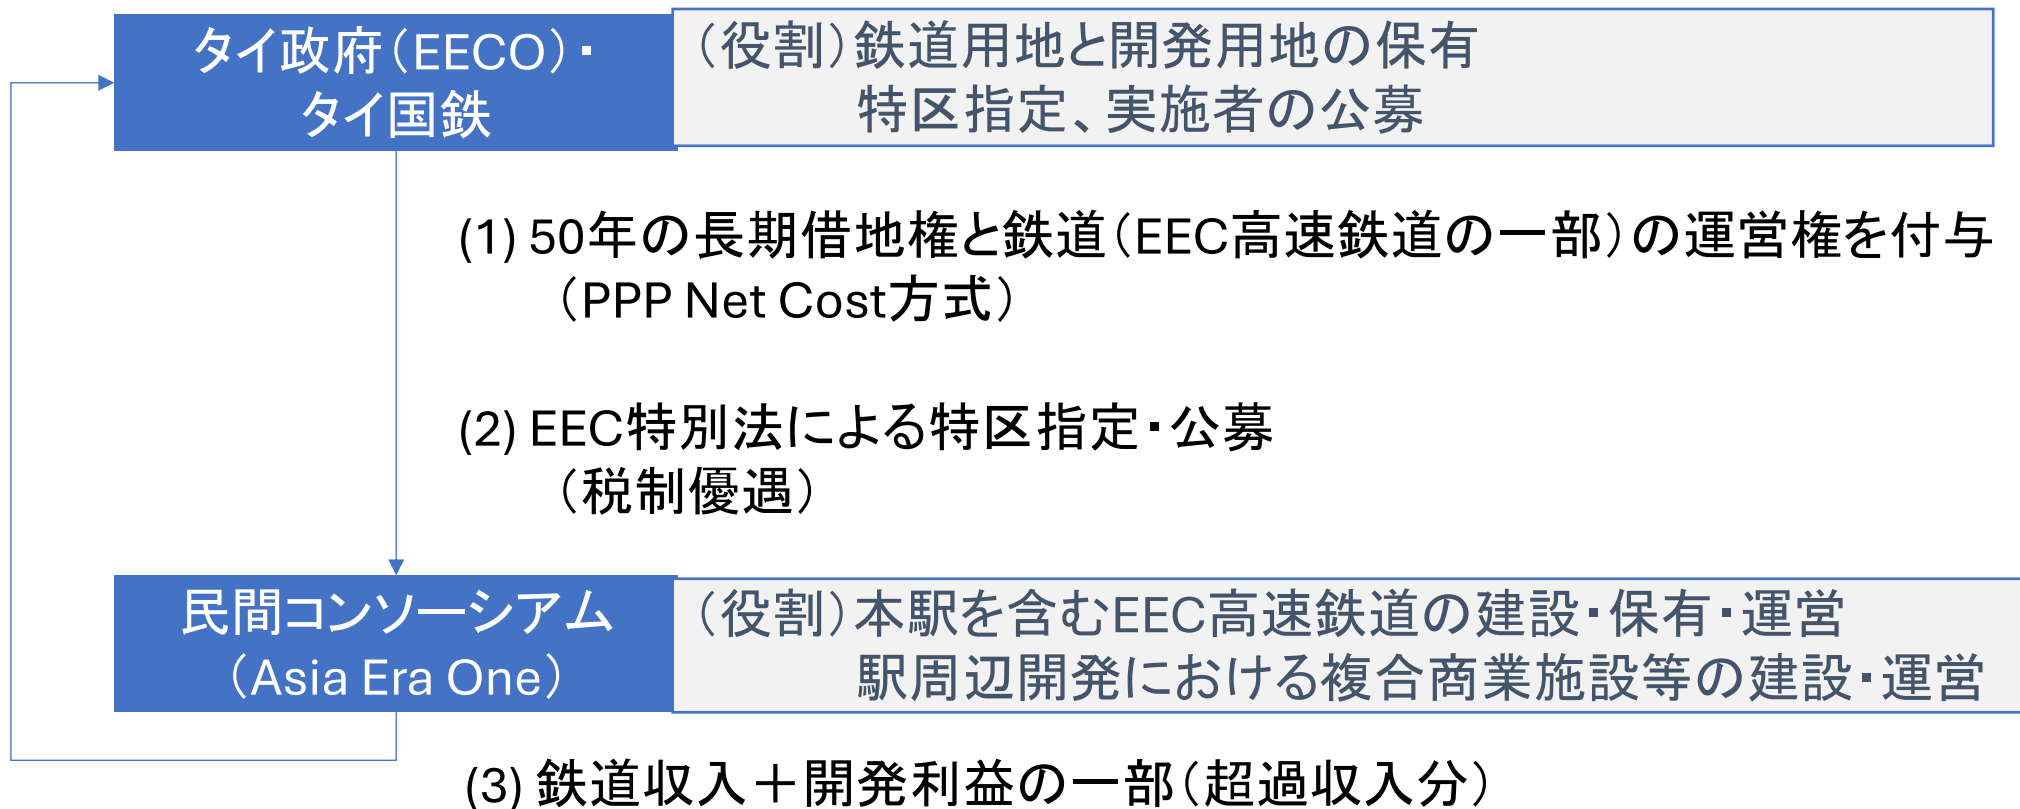 タイ政府（EECO）・
タイ国鉄
（役割）鉄道用地と開発用地の保有
特区指定、実施者の公募
(1) 50年の長期借地権と鉄道（EEC高速鉄道の一部）の運営権を付与
（PPP Net Cost方式）
(2) EEC特別法による特区指定・公募
（税制優遇）
民間コンソーシアム
（Asia Era One）
（役割）本駅を含むEEC高速鉄道の建設・保有・運営
駅周辺開発における複合商業施設等の建設・運営
(3) 鉄道収入＋開発利益の一部（超過収入分）